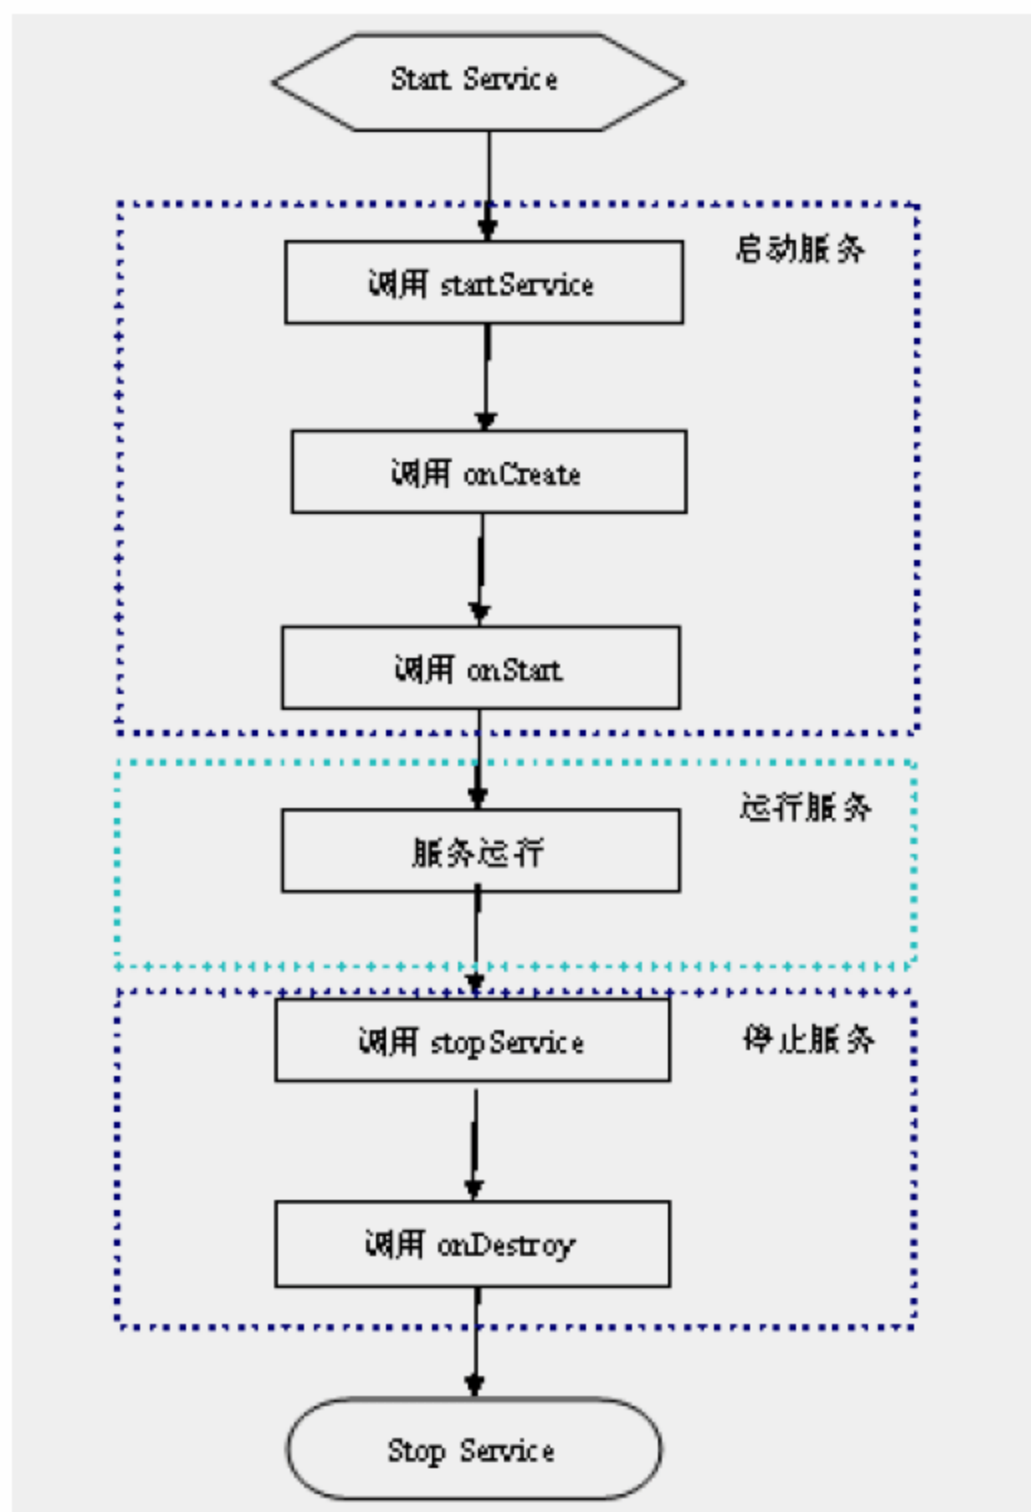 Start Service
启动服务
调用 startService
调用 onCreate
调用 onStart
运行服务
服务运行
停止服务
调用 stopService
调用 onDestroy
Stop Service